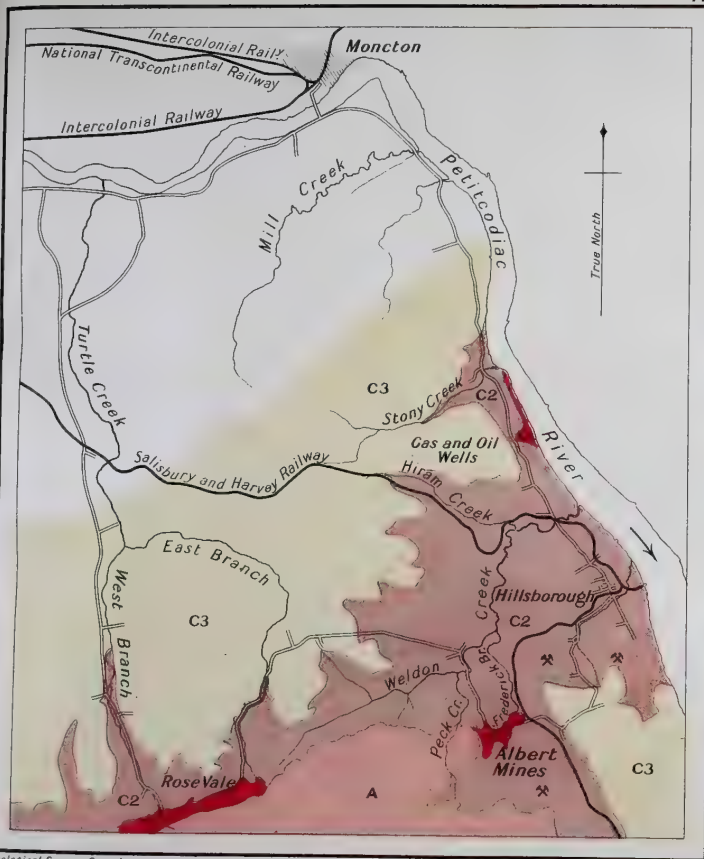 Intercolonial Raily.
Moncton
National Transcontinental Railway
Intercolonial Railway
Petitcodiac
Mill Creek
True North
Turtle Creek
C3
Stony Creek
C2
Gas and Oil
Wells
River
Salisbury and Harvey Railway
Hiram Creek
East Branch
West Branch
C3
Creek
Hillsborough
C2
Weldon
Frederick Br.
Peck Cr.
Albert
Mines
C3
Rose Vale
A
C2